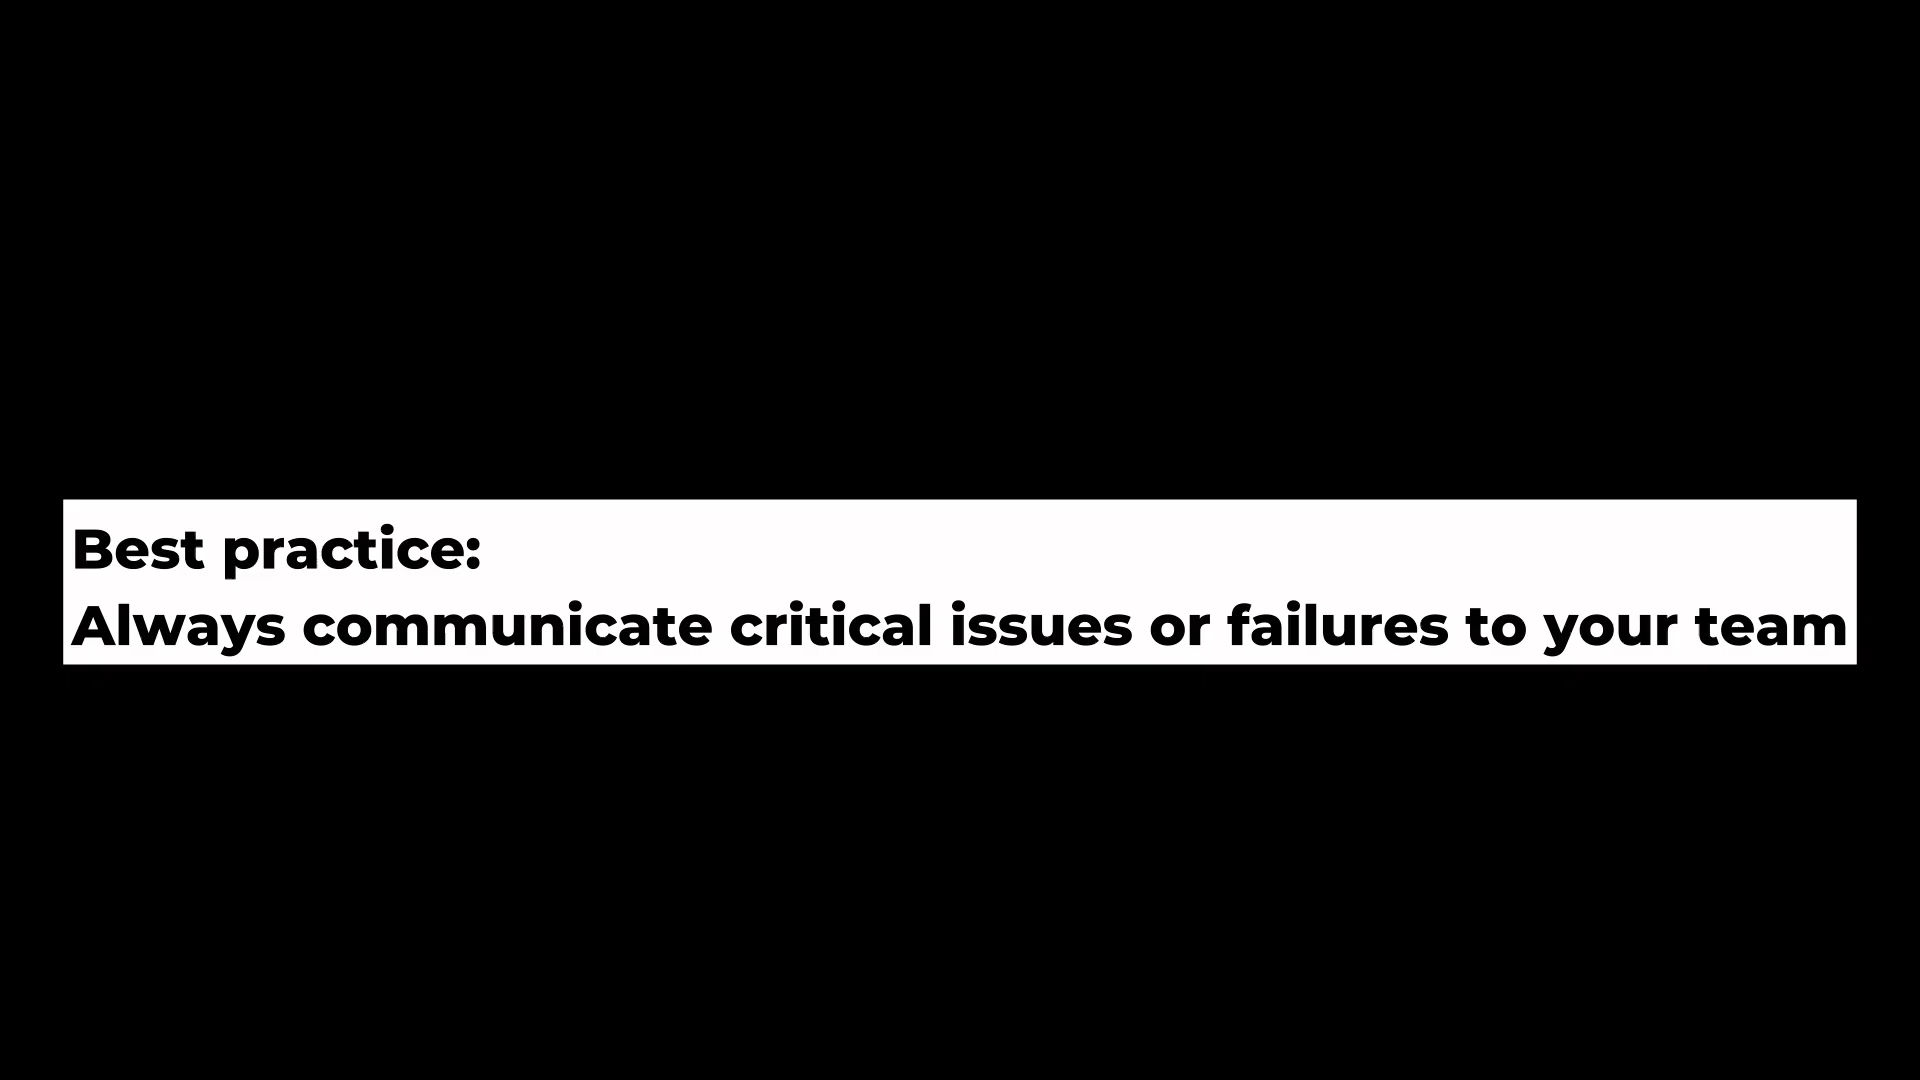 Best practice:
Always communicate critical issues or failures to your team